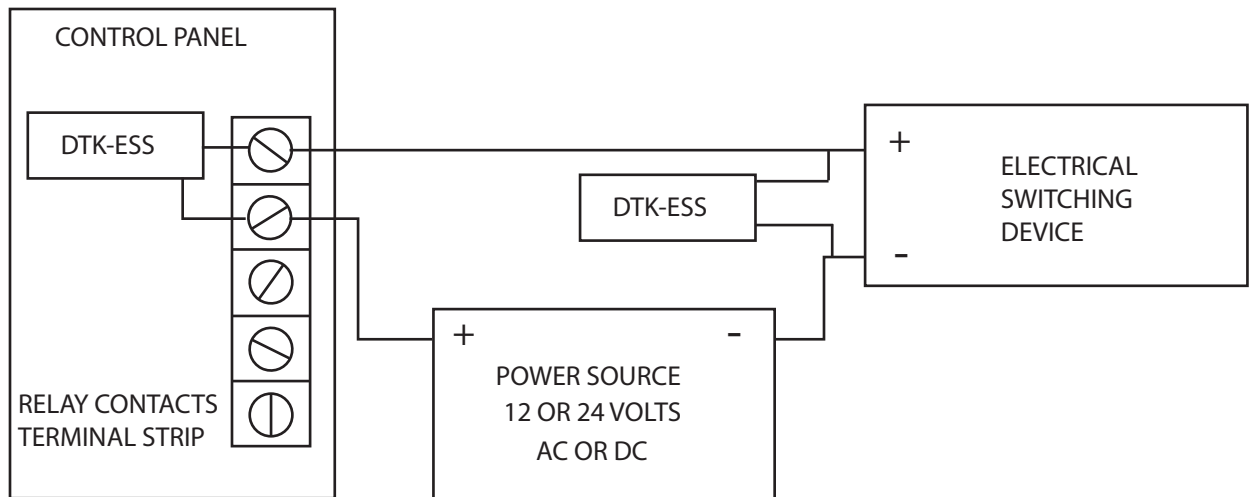 CONTROL PANEL
DTK-ESS
RELAY CONTACTS
TERMINAL STRIP
DTK-ESS
+
-
ELECTRICAL
SWITCHING
DEVICE
+ -
POWER SOURCE
12 OR 24 VOLTS
AC OR DC